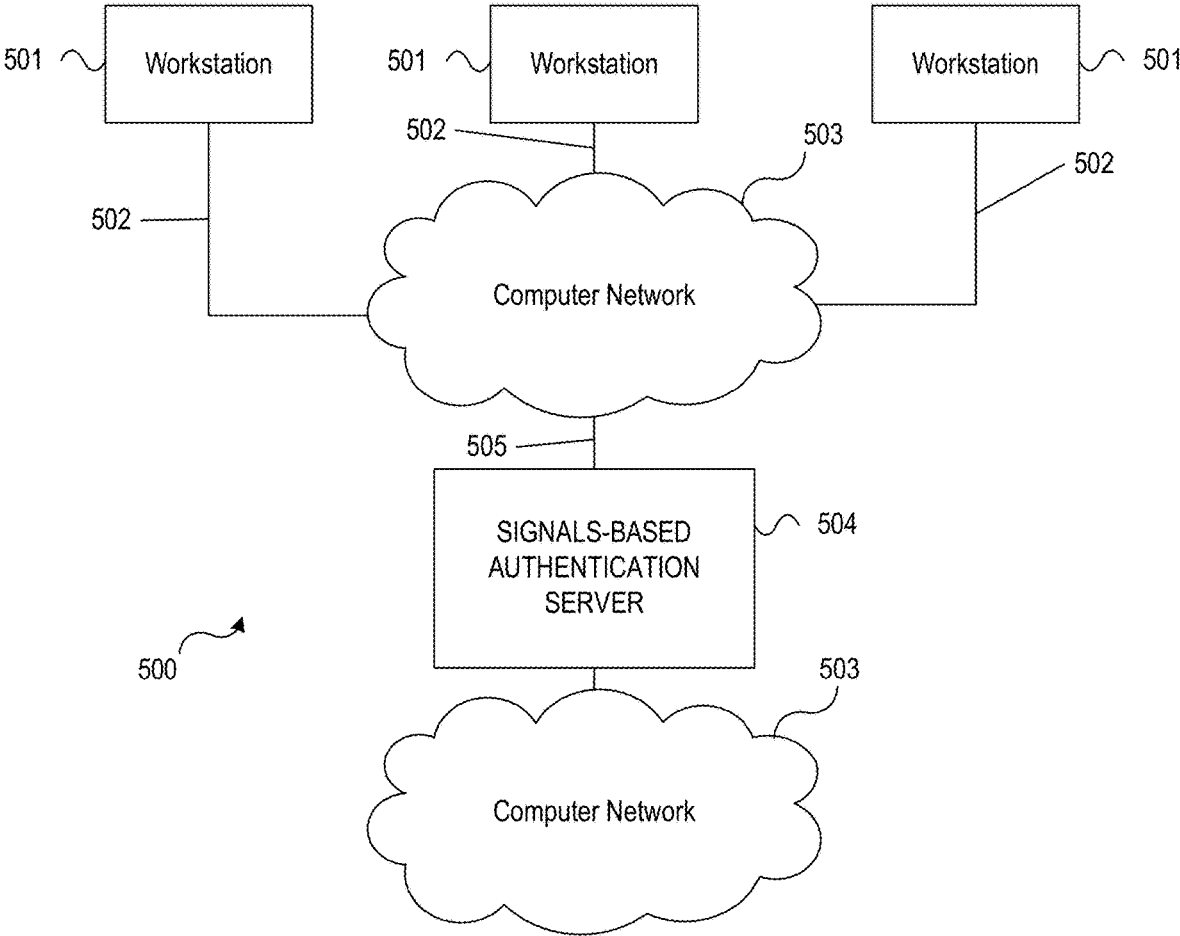 501
Workstation
501
Workstation
Workstation
501
502
503
502
502
Computer Network
505
SIGNALS-BASED
AUTHENTICATION
SERVER
504
500
503
Computer Network